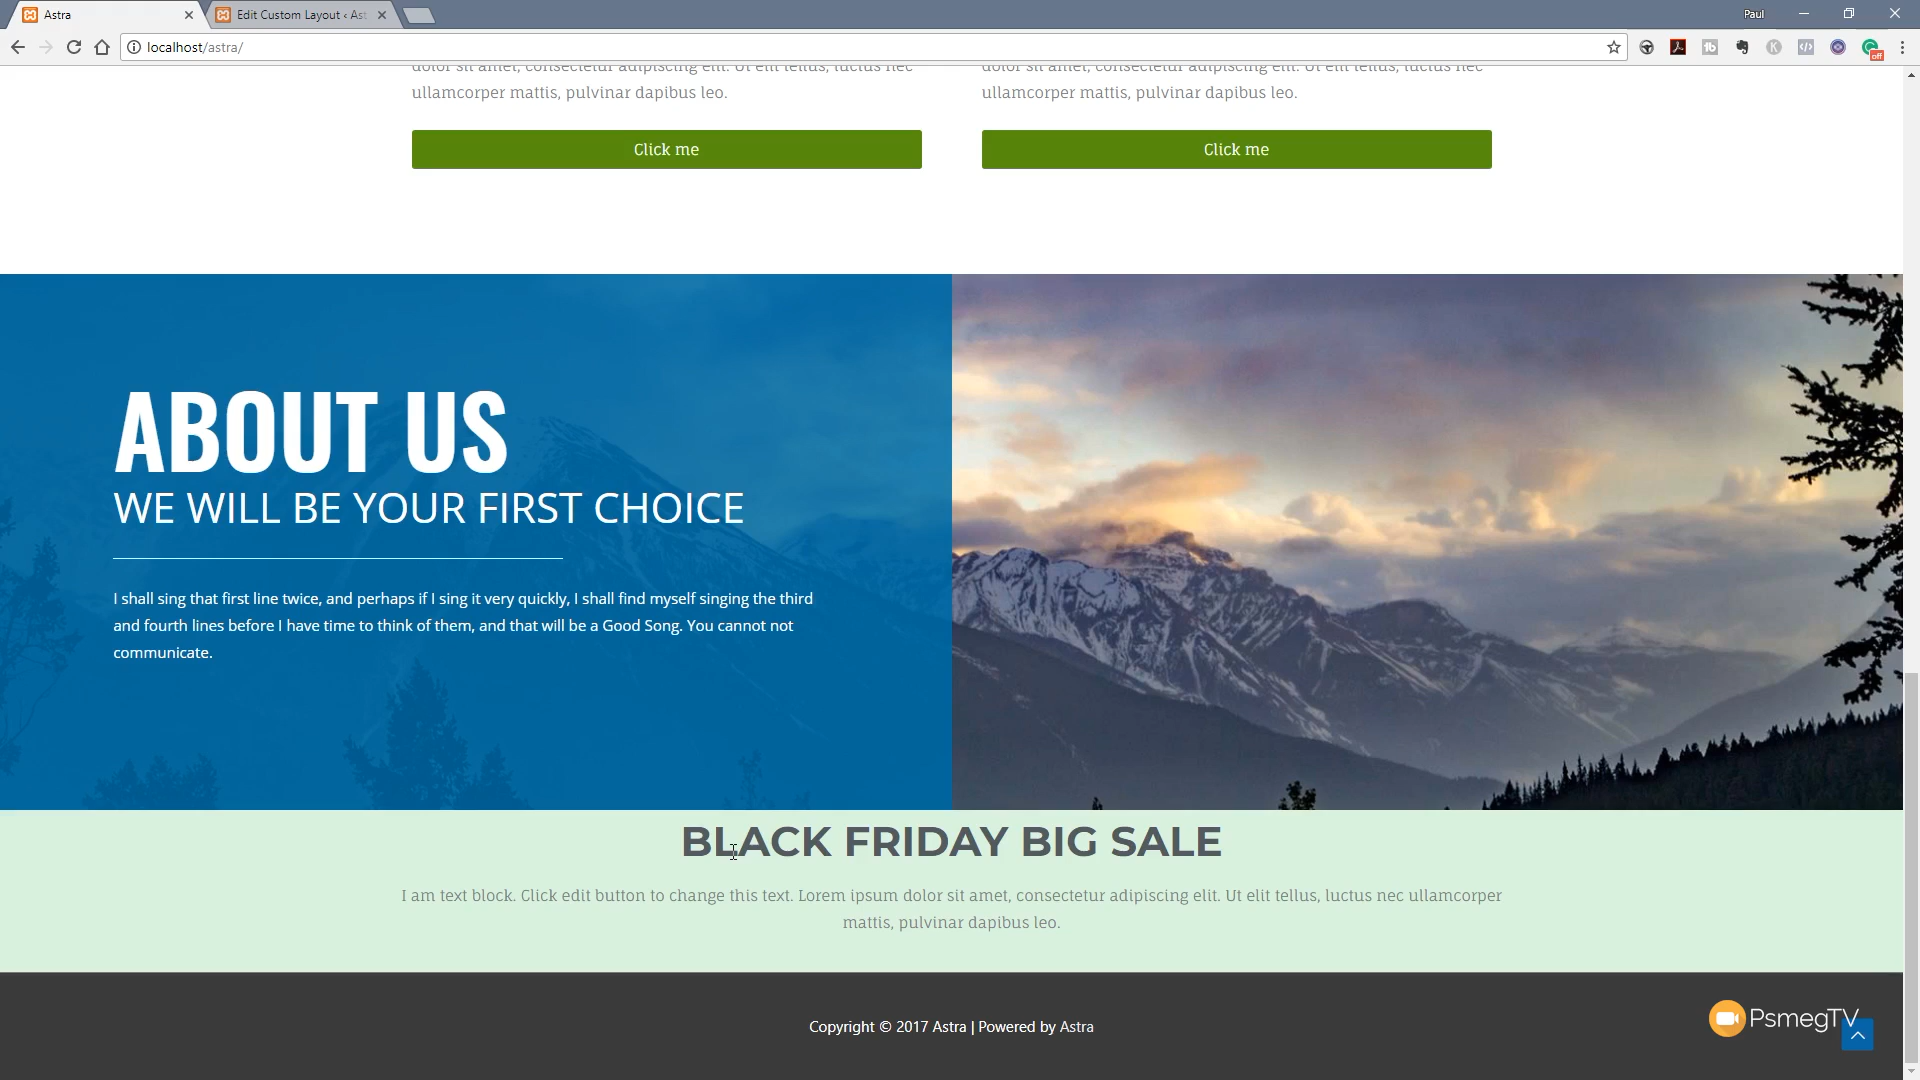 Astra
Edit Custom Layout ‹ Ast
Paul
localhost/astra/
off
dolor sit amet, consectetur adipiscing elit. Ut elit tellus, luctus nec
ullamcorper mattis, pulvinar dapibus leo.
Click me
dolor sit amet, consectetur adipiscing elit. Ut elit tellus, luctus nec
ullamcorper mattis, pulvinar dapibus leo.
Click me
ABOUT US
WE WILL BE YOUR FIRST CHOICE
I shall sing that first line twice, and perhaps if I sing it very quickly, I shall find myself singing the third
and fourth lines before I have time to think of them, and that will be a Good Song. You cannot not
communicate.
BLACK FRIDAY BIG SALE
I am text block. Click edit button to change this text. Lorem ipsum dolor sit amet, consectetur adipiscing elit. Ut elit tellus, luctus nec ullamcorper
mattis, pulvinar dapibus leo.
Copyright © 2017 Astra | Powered by Astra
PsmegTV